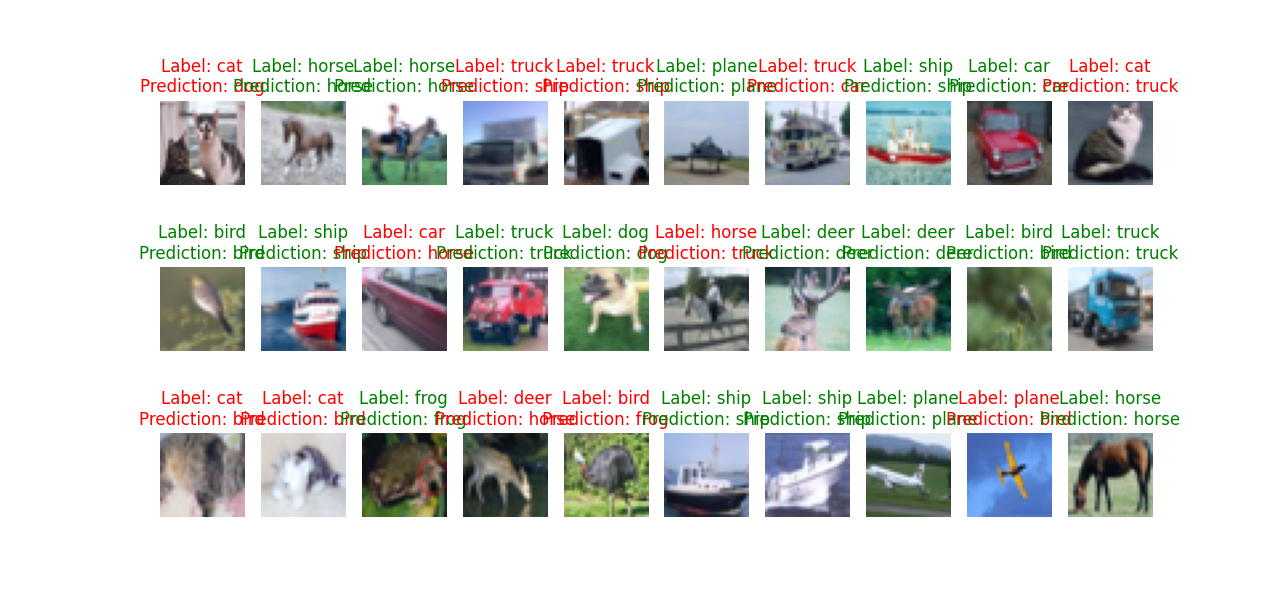 Label: cat
Prediction: dog
Label: horse
Prediction: horse
Label: horse
Prediction: horse
Label: truck
Prediction: ship
Label: truck
Prediction: ship
Label: plane
Prediction: plane
Label: truck
Prediction: car
Label: ship
Prediction: ship
Label: car
Prediction: car
Label: cat
Prediction: truck
Label: bird
Prediction: bird
Label: ship
Prediction: ship
Label: car
Prediction: horse
Label: truck
Prediction: truck
Label: dog
Prediction: dog
Label: horse
Prediction: truck
Label: deer
Prediction: deer
Label: deer
Prediction: deer
Label: bird
Prediction: bird
Label: truck
Prediction: truck
Label: cat
Prediction: bird
Label: cat
Prediction: bird
Label: frog
Prediction: frog
Label: deer
Prediction: horse
Label: bird
Prediction: frog
Label: ship
Prediction: ship
Label: ship
Prediction: ship
Label: plane
Prediction: plane
Label: plane
Prediction: bird
Label: horse
Prediction: horse